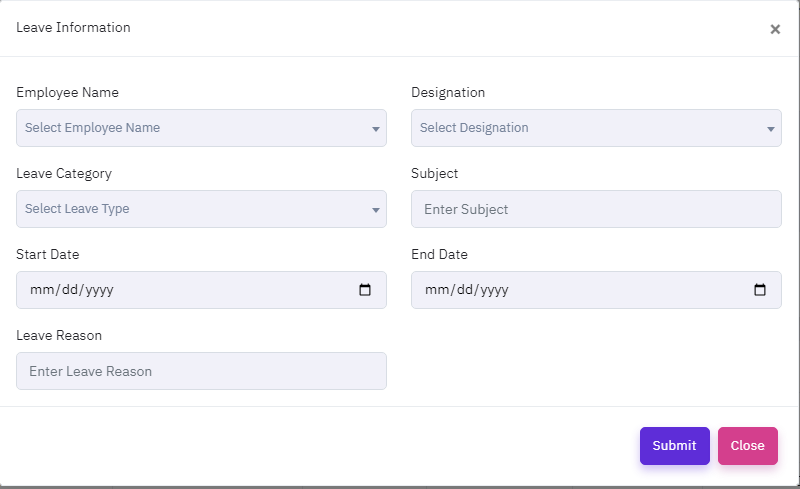 Leave Information
×
Employee Name
Designation
Select Employee Name
Select Designation
Leave Category
Subject
Select Leave Type
Enter Subject
Start Date
End Date
mm/dd/yyyy
mm/dd/yyyy
Leave Reason
Enter Leave Reason
Submit
Close